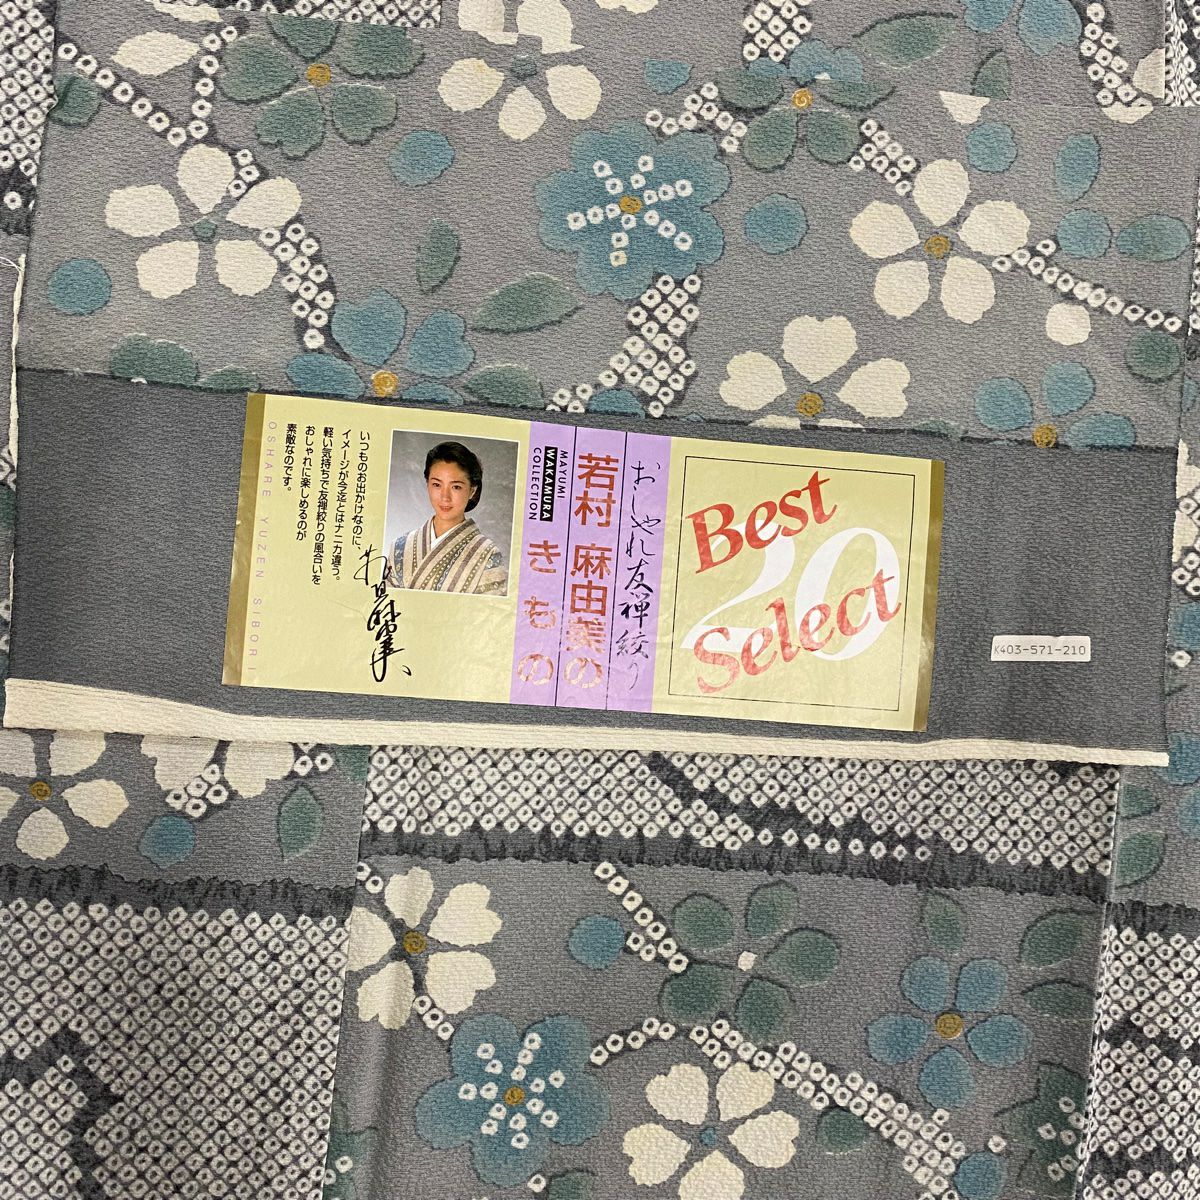 Best
20
Select
おしゃれ友禅絞り
若村 麻由美の
きもの
MAYUMI
WAKAMURA
COLLECTION
いつものお出かけなのに、
イメージが今迄とはナニカ違う。
軽い気持ちで友禅絞りの風合いを
おしゃれに楽しめるのが
素敵なのです。
OSHARE YUZEN SIBORI
K403-571-210